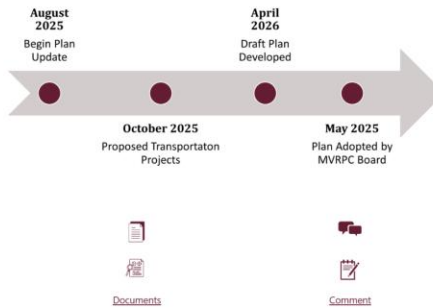 August
2025
Begin Plan
Update
April
2026
Draft Plan
Developed
October 2025
Proposed Transportaton
Projects
May 2025
Plan Adopted by
MVRPC Board
Documents
Comment